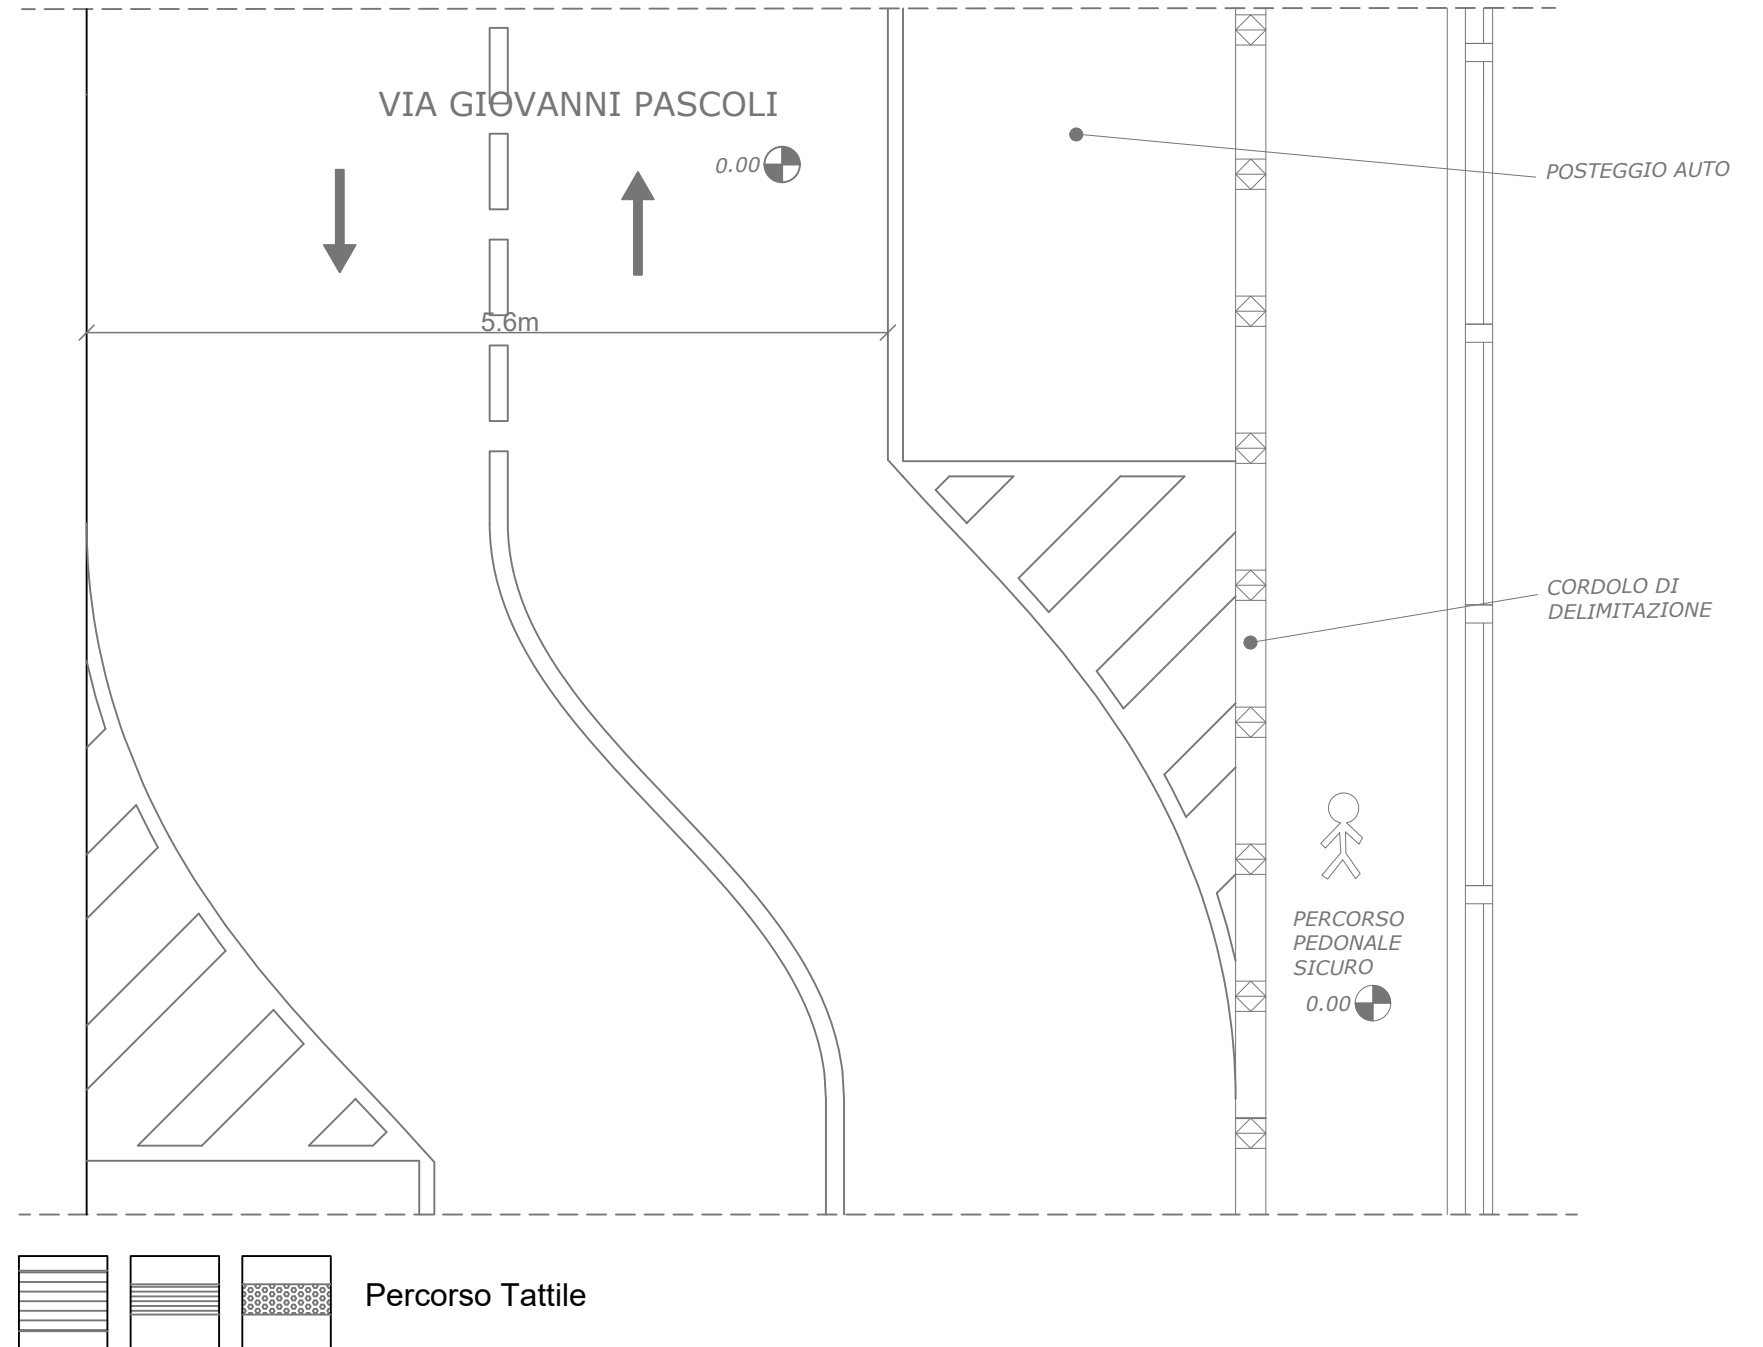 VIA GIOVANNI PASCOLI
0.00
POSTEGGIO AUTO
5.6m
CORDOLO DI
DELIMITAZIONE
PERCORSO
PEDONALE
SICURO
0.00
Percorso Tattile